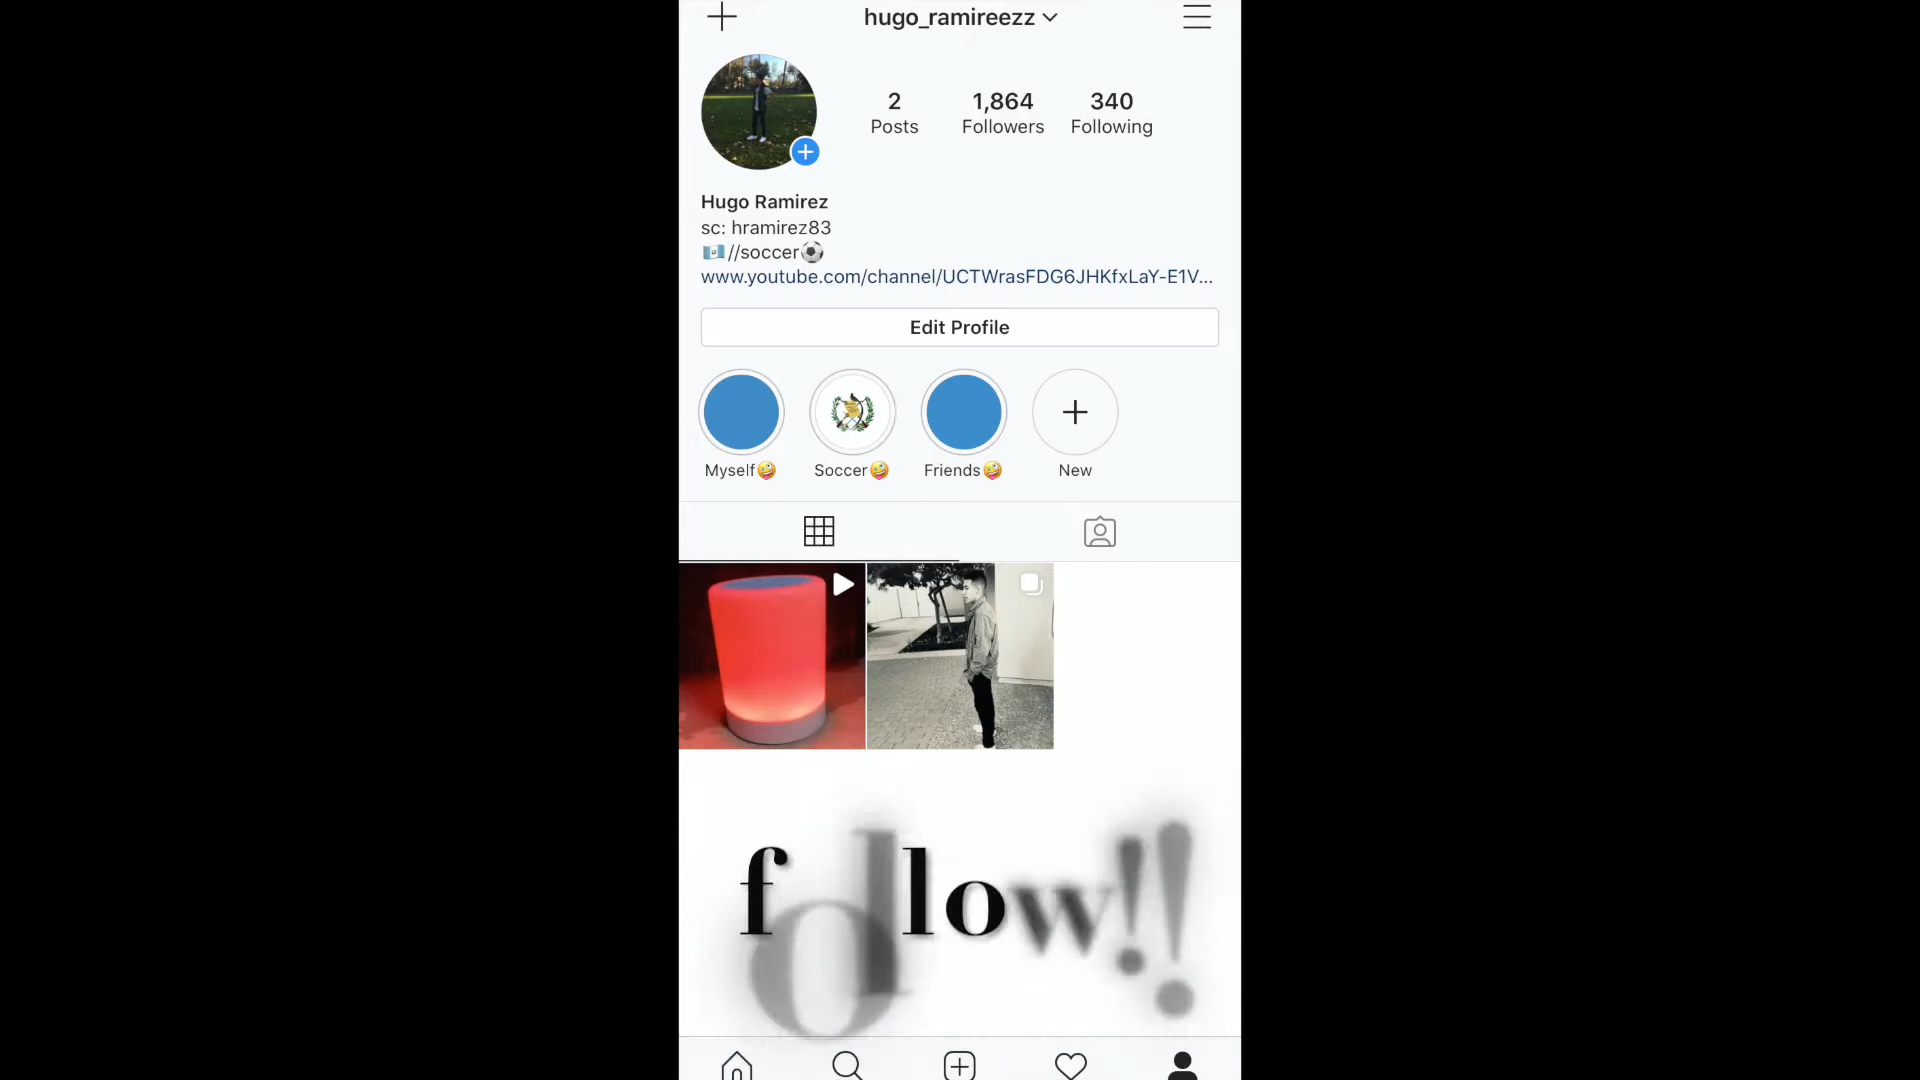 hugo_ramireezz
2 1,864 340
Posts Followers Following
Hugo Ramirez
sc: hramirez83
🇬🇹//soccer⚽
www.youtube.com/channel/UCTWrasFDG6JHKfxLaY-E1V...
Edit Profile
Myself🤪 Soccer🤪 Friends🤪 New
follow!!